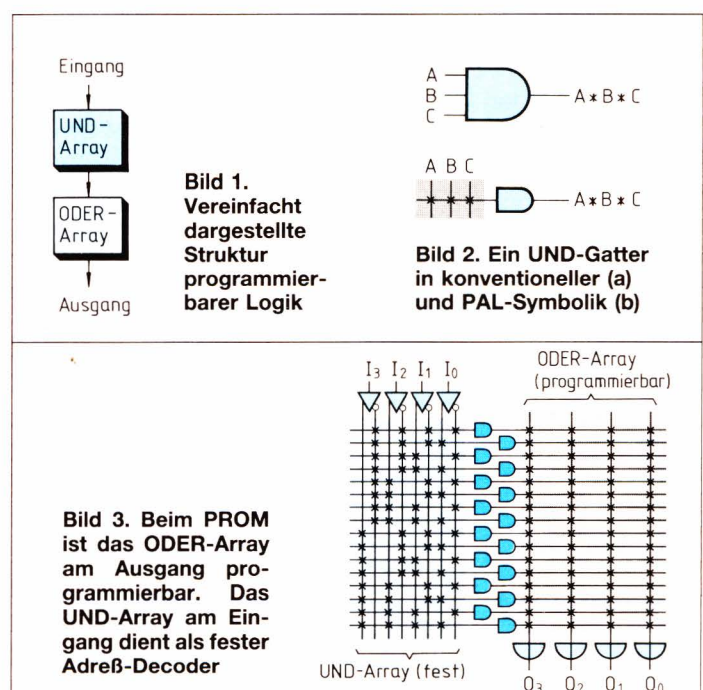 Eingang
UND-
Array
ODER-
Array
Ausgang
Bild 1.
Vereinfacht
dargestellte
Struktur
programmier-
barer Logik
A
B
C
A * B * C
A B C
A * B * C
Bild 2. Ein UND-Gatter
in konventioneller (a)
und PAL-Symbolik (b)
Bild 3. Beim PROM
ist das ODER-Array
am Ausgang pro-
grammierbar. Das
UND-Array am Ein-
gang dient als fester
Adreß-Decoder
I₃ I₂ I₁ I₀
ODER-Array
(programmierbar)
UND-Array (fest)
O₃ O₂ O₁ O₀